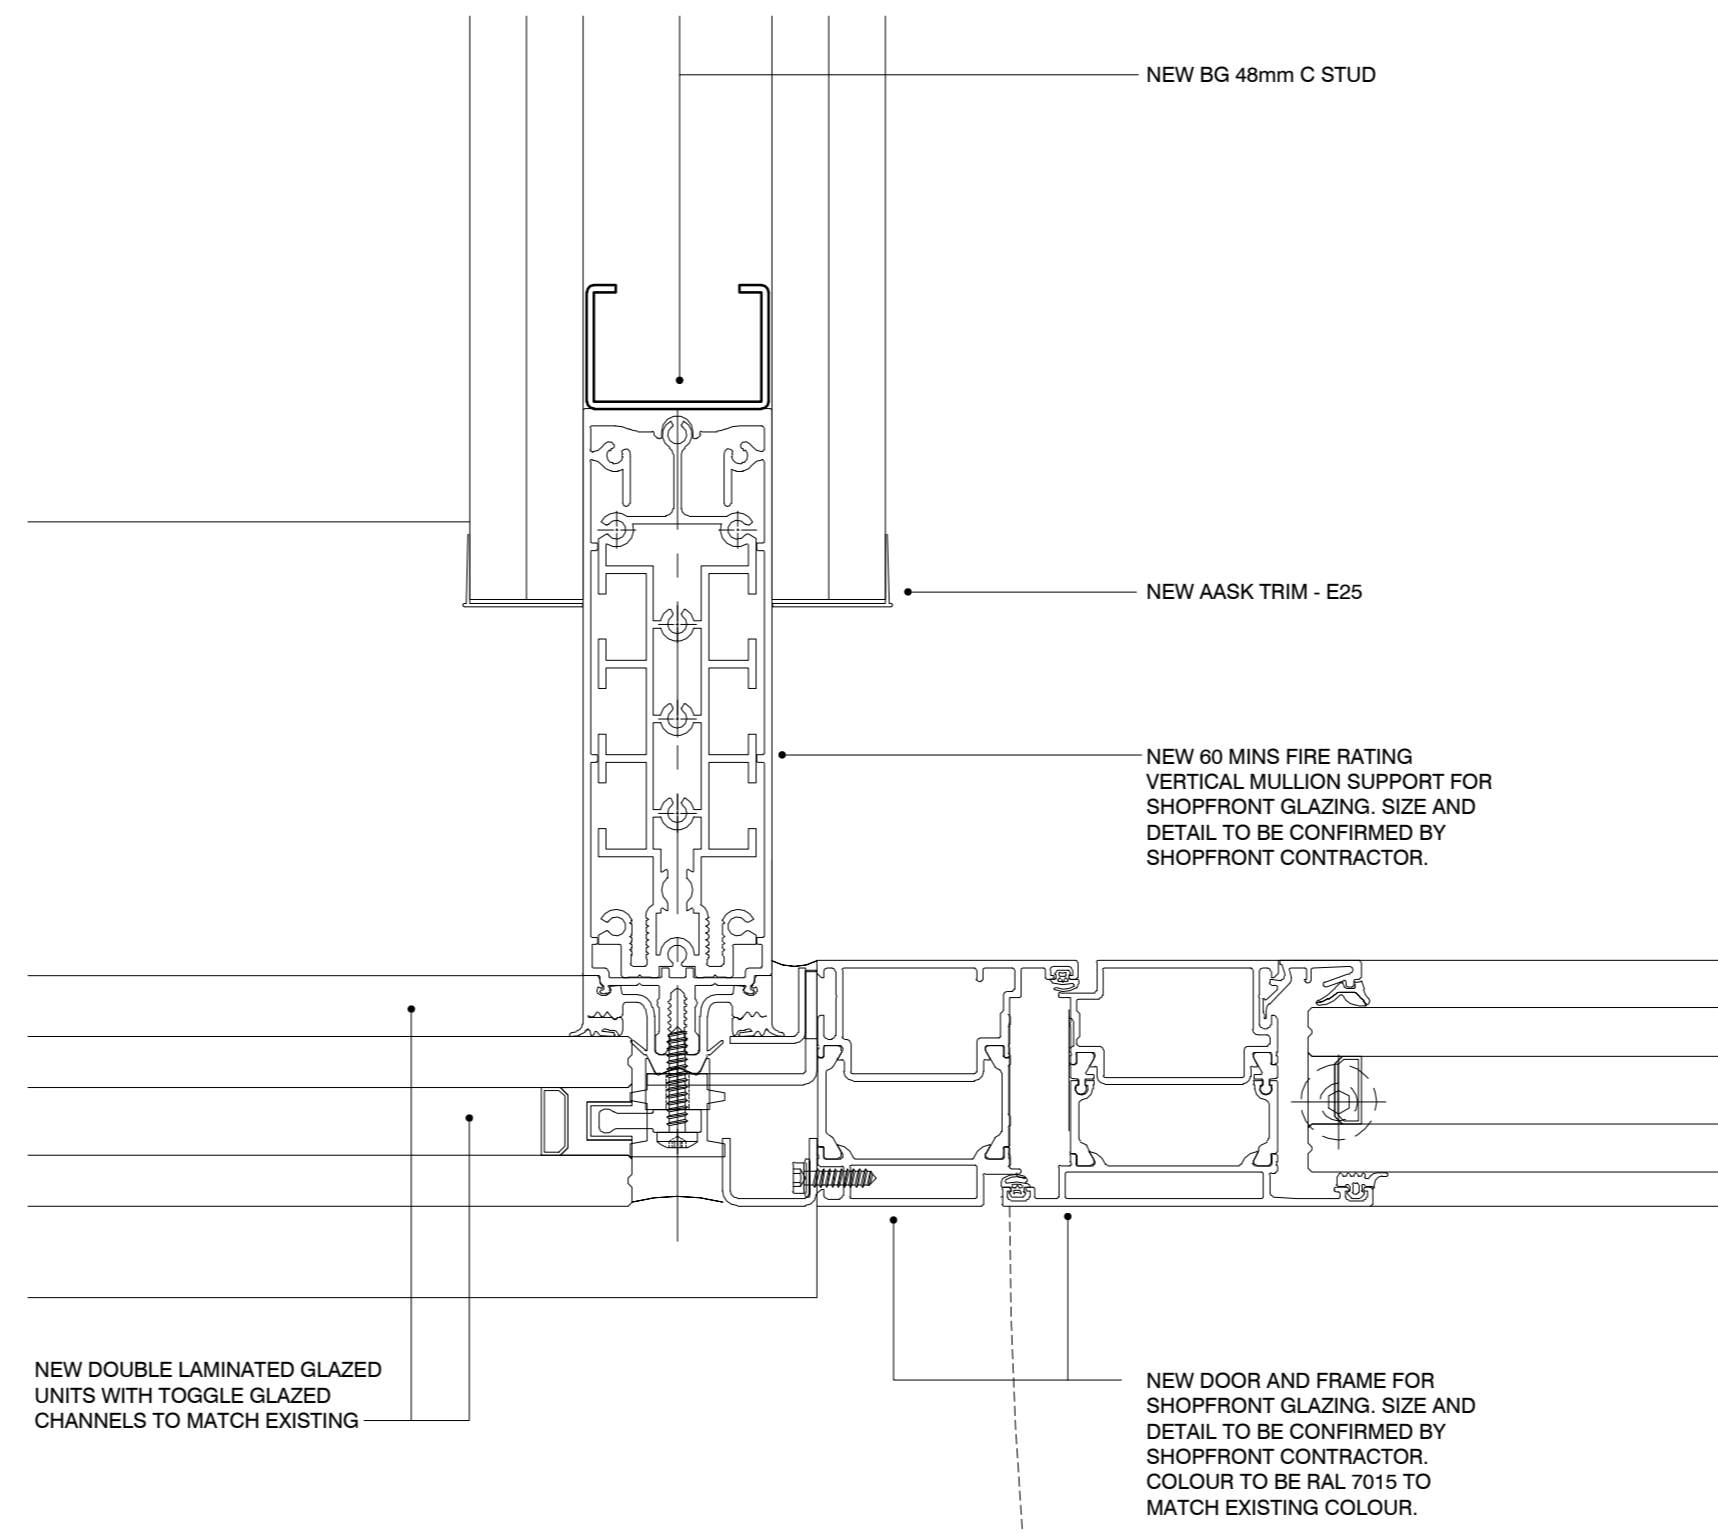 NEW BG 48mm C STUD
NEW AASK TRIM - E25
NEW 60 MINS FIRE RATING
VERTICAL MULLION SUPPORT FOR
SHOPFRONT GLAZING. SIZE AND
DETAIL TO BE CONFIRMED BY
SHOPFRONT CONTRACTOR.
NEW DOUBLE LAMINATED GLAZED
UNITS WITH TOGGLE GLAZED
CHANNELS TO MATCH EXISTING
NEW DOOR AND FRAME FOR
SHOPFRONT GLAZING. SIZE AND
DETAIL TO BE CONFIRMED BY
SHOPFRONT CONTRACTOR.
COLOUR TO BE RAL 7015 TO
MATCH EXISTING COLOUR.